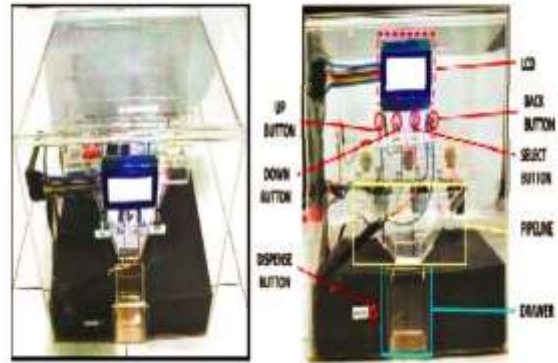 LCD
UP
BUTTON
BACK
BUTTON
DOWN
BUTTON
SELECT
BUTTON
PIPELINE
DISPENSE
BUTTON
DRAWER